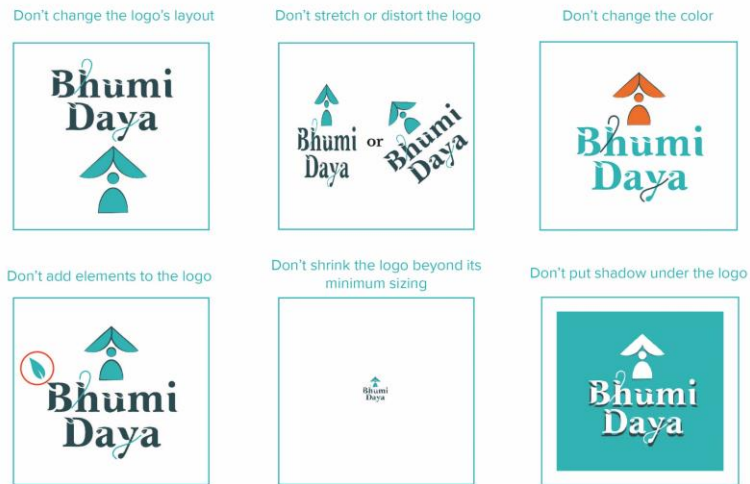 Don't change the logo's layout
Bhumi
Daya
Don't stretch or distort the logo
Bhumi
Daya
or
Bhumi
Daya
Don't change the color
Bhumi
Daya
Don't add elements to the logo
Bhumi
Daya
Don't shrink the logo beyond its
minimum sizing
Bhumi
Daya
Don't put shadow under the logo
Bhumi
Daya